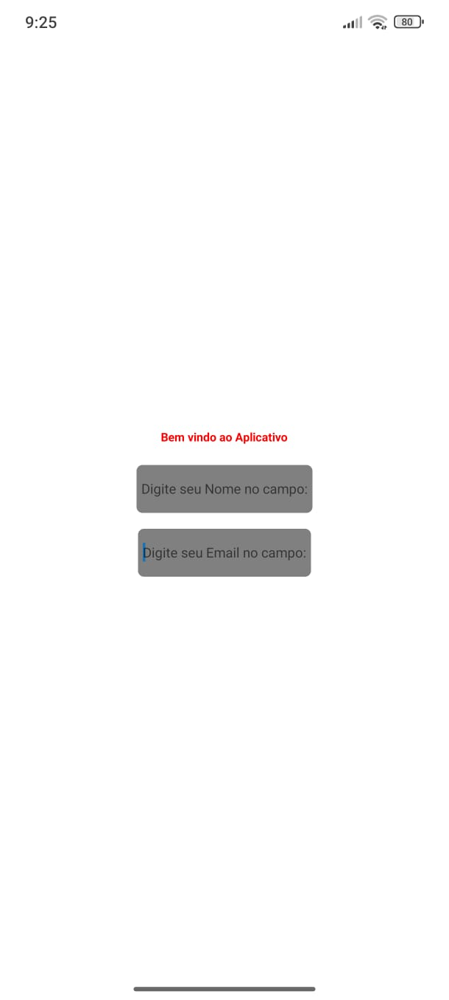 9:25
80
Bem vindo ao Aplicativo
Digite seu Nome no campo:
Digite seu Email no campo: